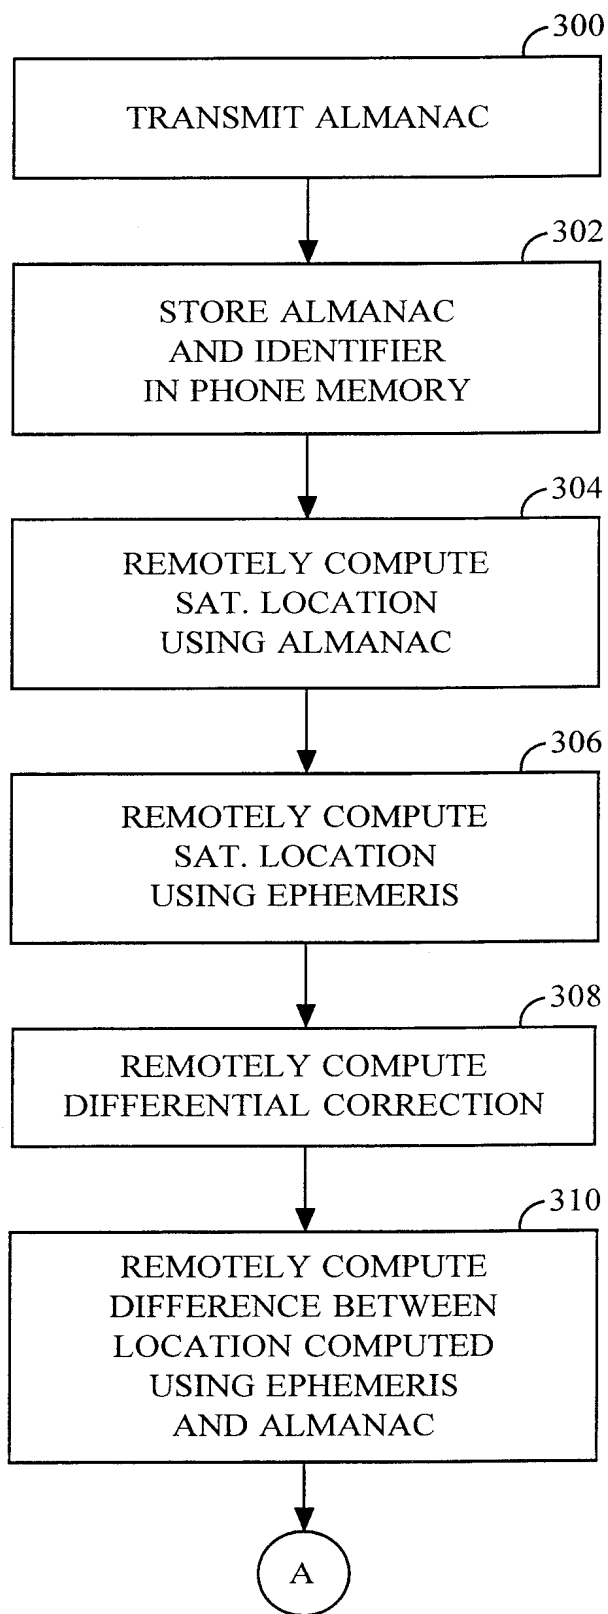 300
TRANSMIT ALMANAC
302
STORE ALMANAC
AND IDENTIFIER
IN PHONE MEMORY
304
REMOTELY COMPUTE
SAT. LOCATION
USING ALMANAC
306
REMOTELY COMPUTE
SAT. LOCATION
USING EPHEMERIS
308
REMOTELY COMPUTE
DIFFERENTIAL CORRECTION
310
REMOTELY COMPUTE
DIFFERENCE BETWEEN
LOCATION COMPUTED
USING EPHEMERIS
AND ALMANAC
A